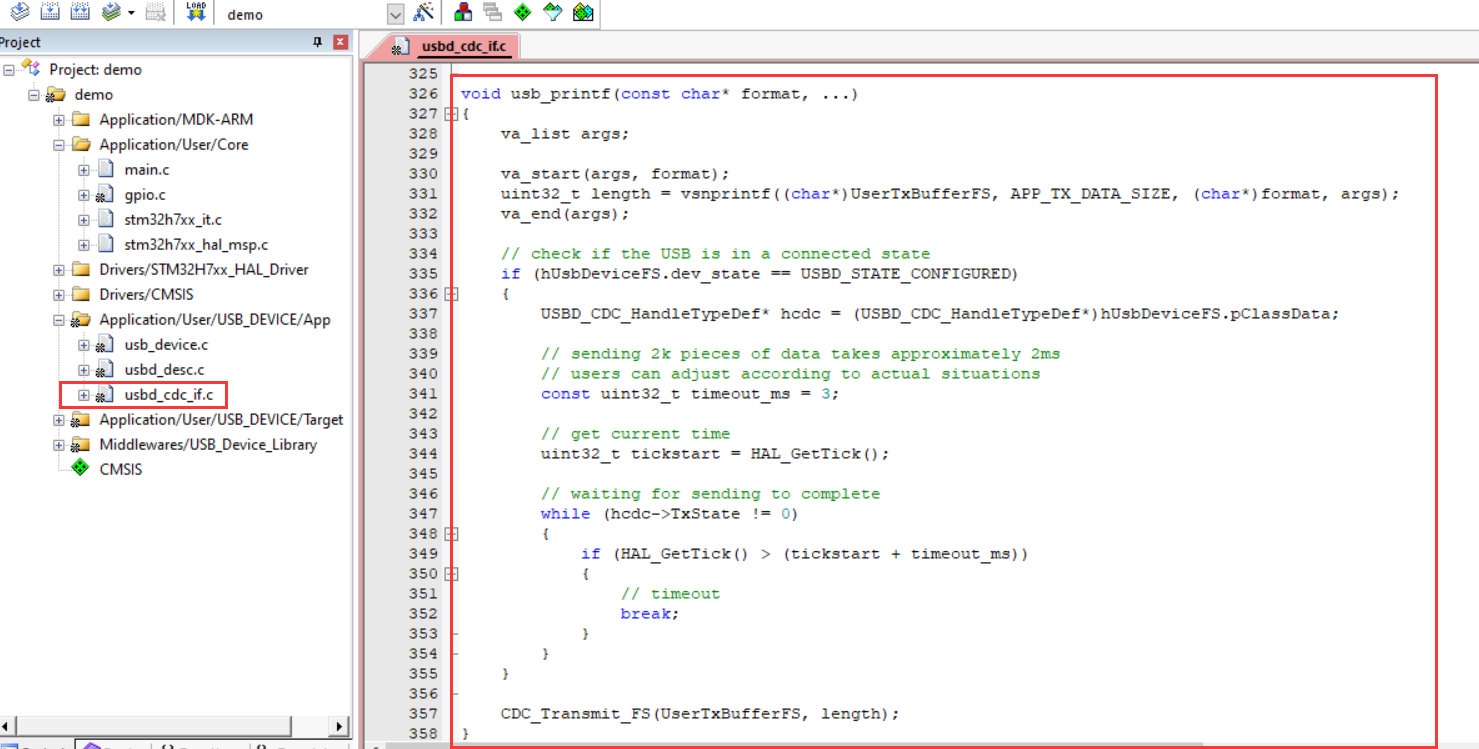 LOAD
demo
Project
usbd_cdc_if.c
Project: demo
demo
Application/MDK-ARM
Application/User/Core
main.c
gpio.c
stm32h7xx_it.c
stm32h7xx_hal_msp.c
Drivers/STM32H7xx_HAL_Driver
Drivers/CMSIS
Application/User/USB_DEVICE/App
usb_device.c
usbd_desc.c
usbd_cdc_if.c
Application/User/USB_DEVICE/Target
Middlewares/USB_Device_Library
CMSIS
325
326 void usb_printf(const char* format, ...)
327 {
328     va_list args;
329
330     va_start(args, format);
331     uint32_t length = vsnprintf((char*)UserTxBufferFS, APP_TX_DATA_SIZE, (char*)format, args);
332     va_end(args);
333
334     // check if the USB is in a connected state
335     if (hUsbDeviceFS.dev_state == USBD_STATE_CONFIGURED)
336     {
337         USBD_CDC_HandleTypeDef* hcdc = (USBD_CDC_HandleTypeDef*)hUsbDeviceFS.pClassData;
338
339         // sending 2k pieces of data takes approximately 2ms
340         // users can adjust according to actual situations
341         const uint32_t timeout_ms = 3;
342
343         // get current time
344         uint32_t tickstart = HAL_GetTick();
345
346         // waiting for sending to complete
347         while (hcdc->TxState != 0)
348         {
349             if (HAL_GetTick() > (tickstart + timeout_ms))
350             {
351                 // timeout
352                 break;
353             }
354         }
355     }
356
357     CDC_Transmit_FS(UserTxBufferFS, length);
358 }